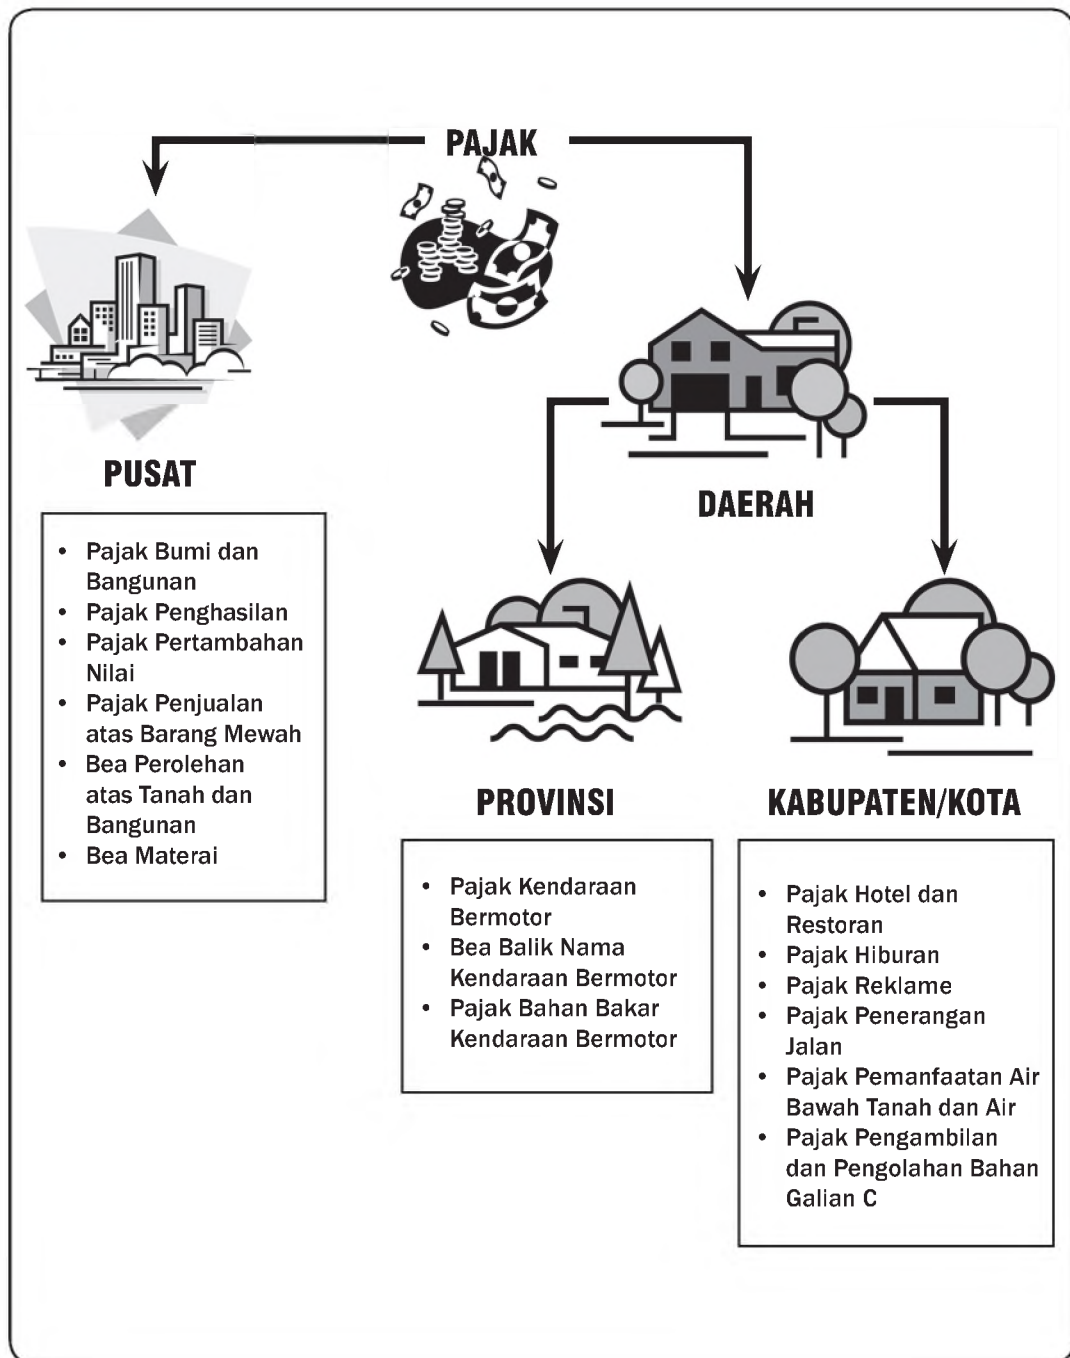 PAJAK
PUSAT
• Pajak Bumi dan
Bangunan
• Pajak Penghasilan
• Pajak Pertambahan
Nilai
• Pajak Penjualan
atas Barang Mewah
• Bea Perolehan
atas Tanah dan
Bangunan
• Bea Materai
DAERAH
PROVINSI
• Pajak Kendaraan
Bermotor
• Bea Balik Nama
Kendaraan Bermotor
• Pajak Bahan Bakar
Kendaraan Bermotor
KABUPATEN/KOTA
• Pajak Hotel dan
Restoran
• Pajak Hiburan
• Pajak Reklame
• Pajak Penerangan
Jalan
• Pajak Pemanfaatan Air
Bawah Tanah dan Air
• Pajak Pengambilan
dan Pengolahan Bahan
Galian C